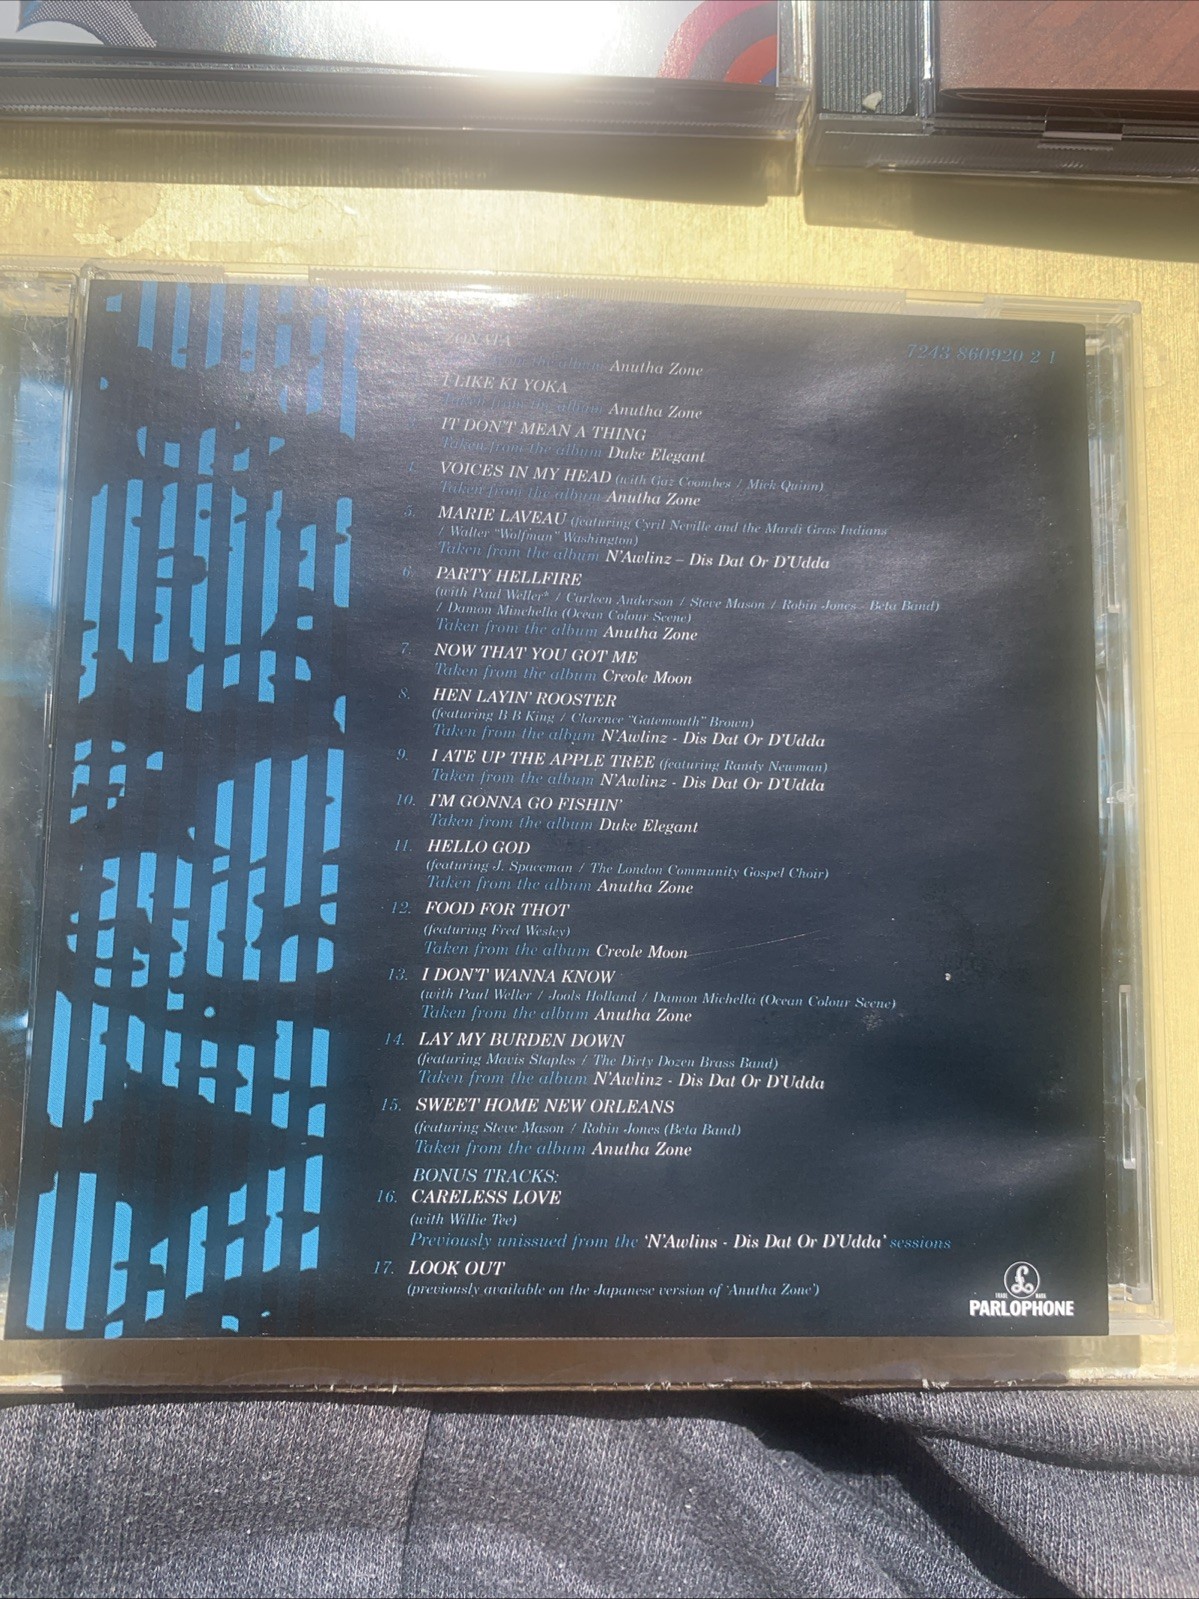 ZONATA
7243 860920 2 1
album Anutha Zone
I LIKE KI YOKA
Taken from the album Anutha Zone
IT DON'T MEAN A THING
Taken from the album Duke Elegant
4. VOICES IN MY HEAD (with Gaz Coombes / Mick Quinn)
Taken from the album Anutha Zone
5. MARIE LAVEAU (featuring Cyril Neville and the Mardi Gras Indians
/ Walter "Wolfman" Washington)
Taken from the album N'Awlinz – Dis Dat Or D'Udda
6. PARTY HELLFIRE
(with Paul Weller* / Carleen Anderson / Steve Mason / Robin Jones - Beta Band)
/ Damon Minchella (Ocean Colour Scene)
Taken from the album Anutha Zone
7. NOW THAT YOU GOT ME
Taken from the album Creole Moon
8. HEN LAYIN' ROOSTER
(featuring B B King / Clarence "Gatemouth" Brown)
Taken from the album N'Awlinz - Dis Dat Or D'Udda
9. I ATE UP THE APPLE TREE (featuring Randy Newman)
Taken from the album N'Awlinz - Dis Dat Or D'Udda
10. I'M GONNA GO FISHIN'
Taken from the album Duke Elegant
11. HELLO GOD
(featuring J. Spaceman / The London Community Gospel Choir)
Taken from the album Anutha Zone
12. FOOD FOR THOT
(featuring Fred Wesley)
Taken from the album Creole Moon
13. I DON'T WANNA KNOW
(with Paul Weller / Jools Holland / Damon Michella (Ocean Colour Scene)
Taken from the album Anutha Zone
14. LAY MY BURDEN DOWN
(featuring Mavis Staples / The Dirty Dozen Brass Band)
Taken from the album N'Awlinz - Dis Dat Or D'Udda
15. SWEET HOME NEW ORLEANS
(featuring Steve Mason / Robin Jones (Beta Band)
Taken from the album Anutha Zone
BONUS TRACKS:
16. CARELESS LOVE
(with Willie Tee)
Previously unissued from the 'N'Awlins - Dis Dat Or D'Udda' sessions
17. LOOK OUT
(previously available on the Japanese version of 'Anutha Zone')
£
TRADE MARK
PARLOPHONE